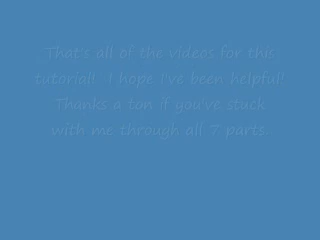 That's all of the videos for this
tutorial! I hope I've been helpful!
Thanks a ton if you've stuck
with me through all 7 parts.